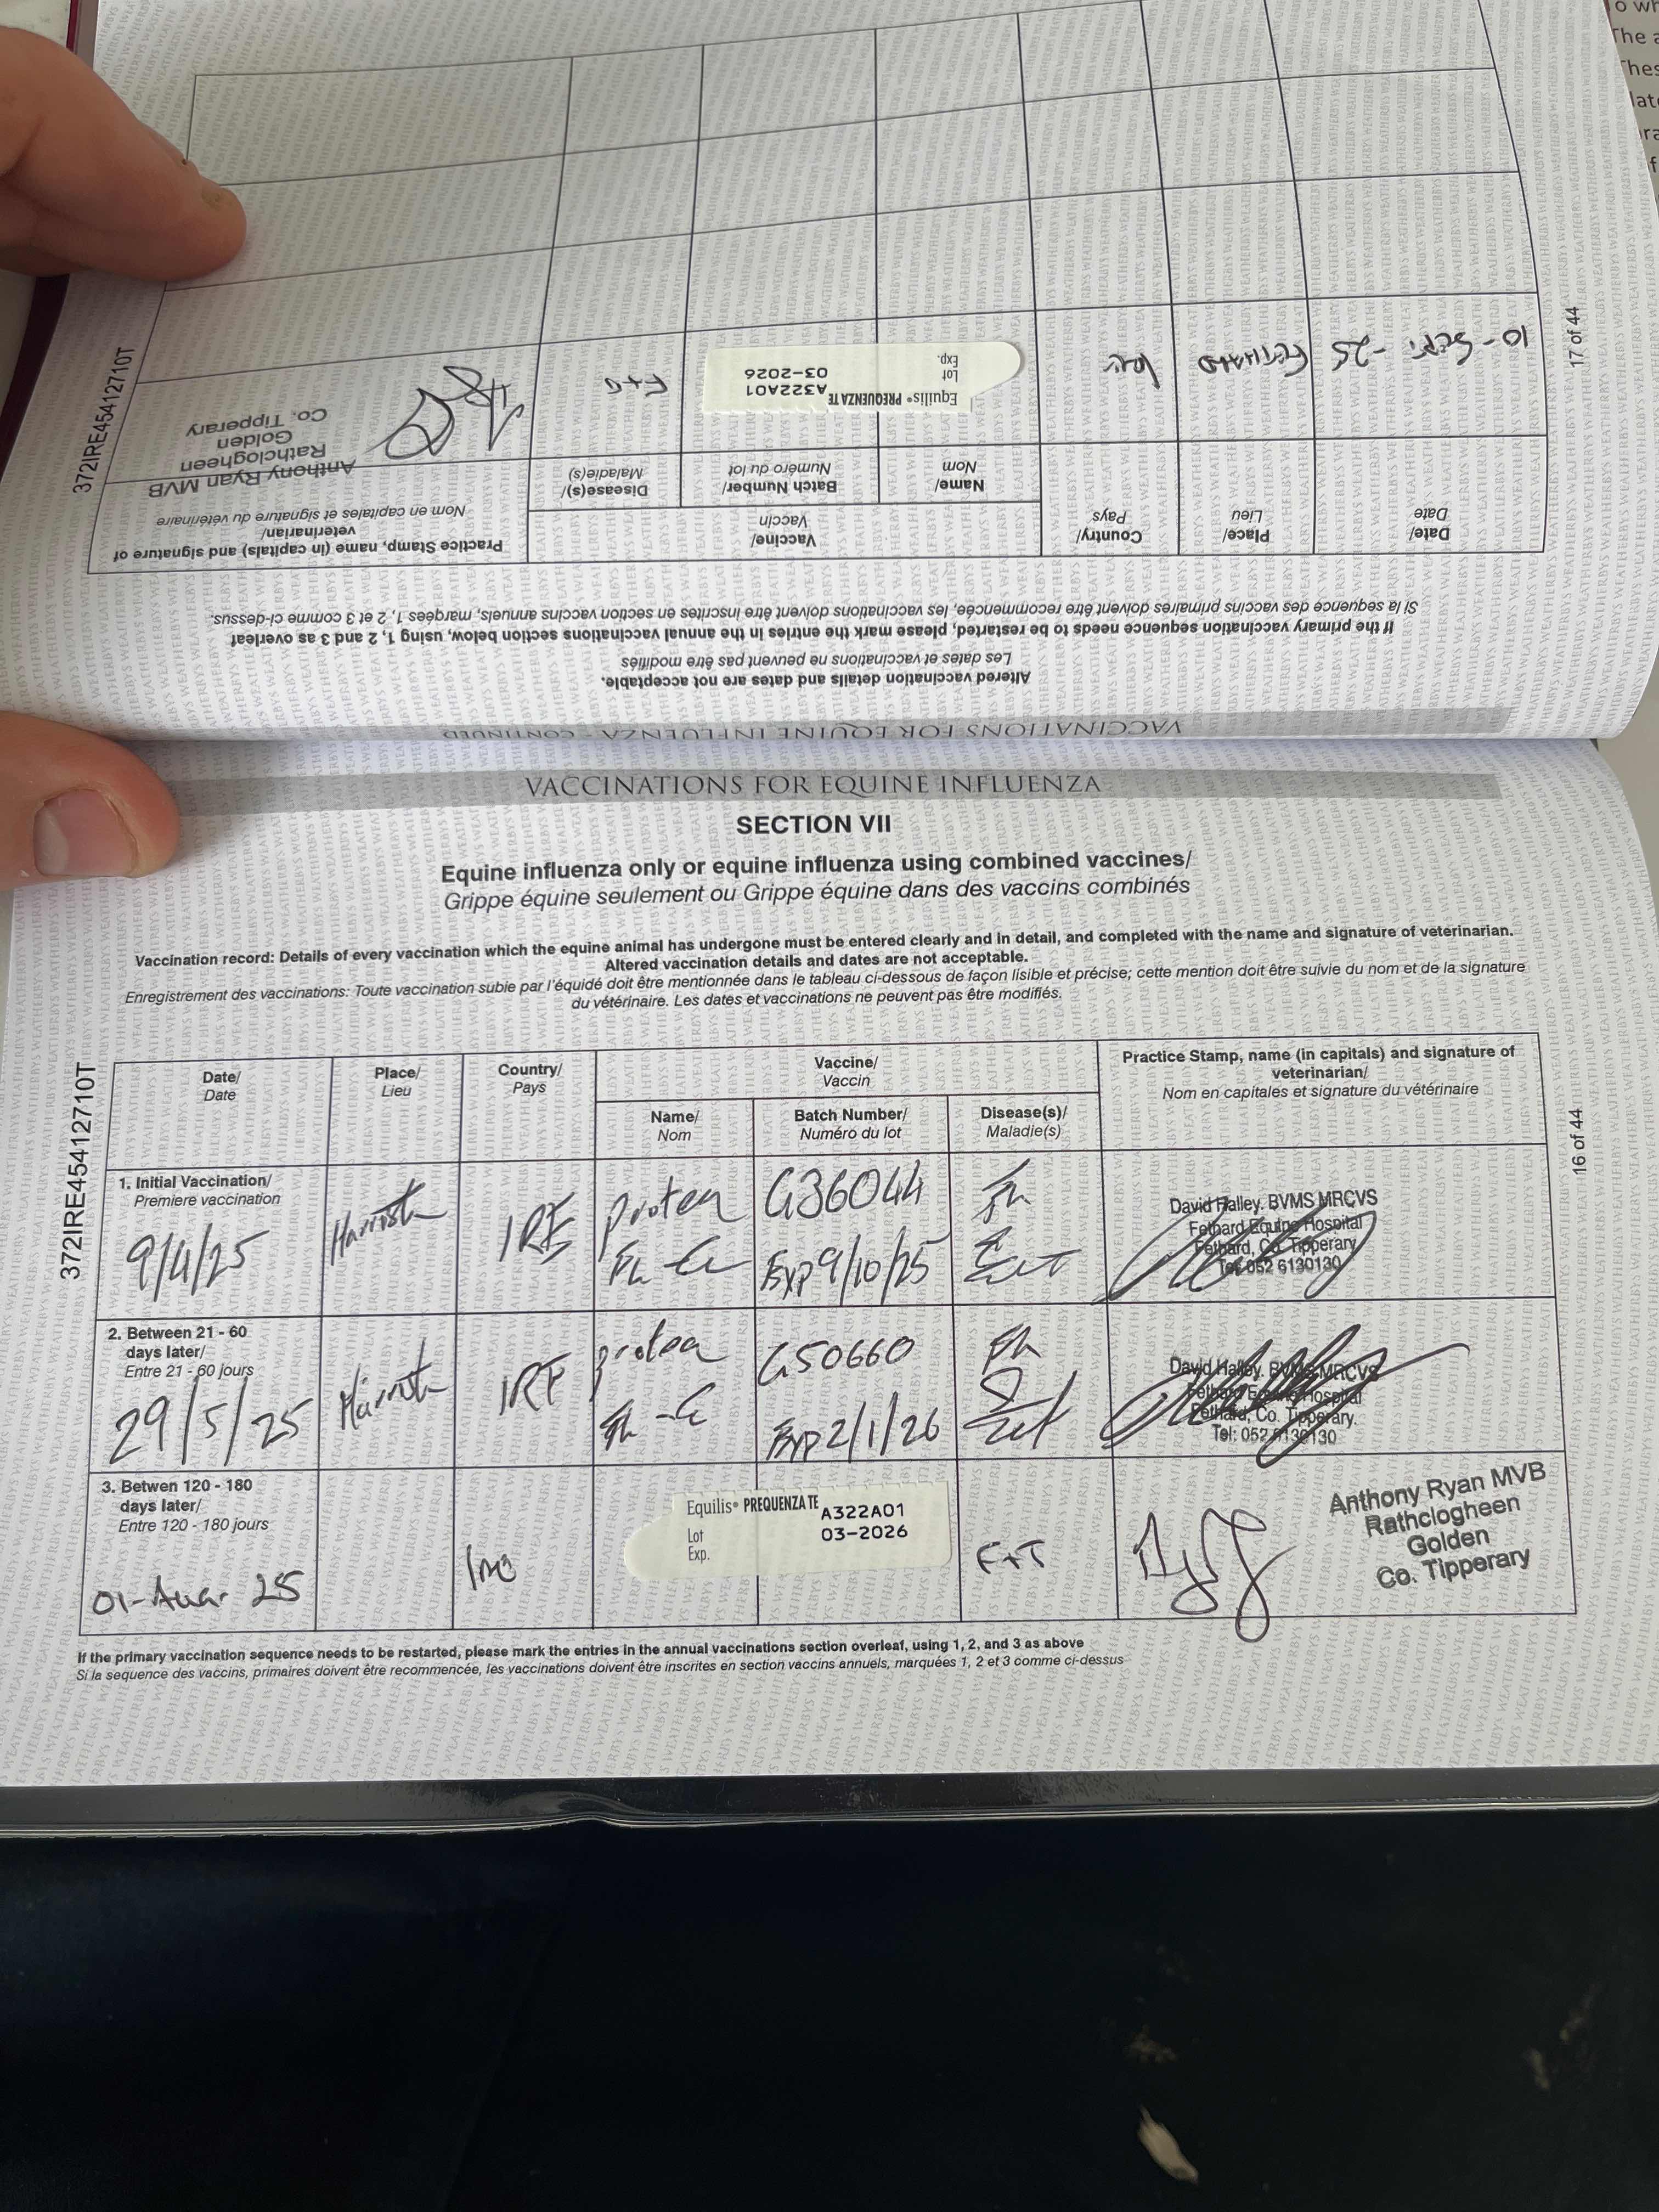 VACCINATIONS FOR EQUINE INFLUENZA - CONTINUED
Altered vaccination details and dates are not acceptable.
Les dates et vaccinations ne peuvent pas être modifiés
If the primary vaccination sequence needs to be restarted, please mark the entries in the annual vaccinations section below, using 1, 2 and 3 as overleaf
Si la séquence des vaccins primaires doivent être recommencée, les vaccinations doivent être inscrites en section vaccins annuels, marqées 1, 2 et 3 comme ci-dessus.
Date/
Date
Place/
Lieu
Country/
Pays
Vaccine/
Vaccin
Name/
Nom
Batch Number/
Numéro du lot
Disease(s)/
Maladie(s)
Practice Stamp, name (in capitals) and signature of
veterinarian/
Nom en capitales et signature du vétérinaire
10-SEPT-25
FETHARD
Equilis® PREQUENZA TE A322A01
Lot 03-2026
Exp.
Anthony Ryan MVB
Rathclogheen
Golden
Co. Tipperary
372IRE45412710T
17 of 44
VACCINATIONS FOR EQUINE INFLUENZA
SECTION VII
Equine influenza only or equine influenza using combined vaccines/
Grippe équine seulement ou Grippe équine dans des vaccins combinés
Vaccination record: Details of every vaccination which the equine animal has undergone must be entered clearly and in detail, and completed with the name and signature of veterinarian.
Altered vaccination details and dates are not acceptable.
Enregistrement des vaccinations: Toute vaccination subie par l'équidé doit être mentionnée dans le tableau ci-dessous de façon lisible et précise; cette mention doit être suivie du nom et de la signature
du vétérinaire. Les dates et vaccinations ne peuvent pas être modifiés.
372IRE45412710T
16 of 44
Date/
Date
Place/
Lieu
Country/
Pays
Vaccine/
Vaccin
Name/
Nom
Batch Number/
Numéro du lot
Disease(s)/
Maladie(s)
Practice Stamp, name (in capitals) and signature of
veterinarian/
Nom en capitales et signature du vétérinaire
1. Initial Vaccination/
Premiere vaccination
9/4/25
IRE
Proteq
G36044
Exp 9/10/25
David Halley. BVMS MRCVS
Fethard Equine Hospital
Fethard, Co. Tipperary
Tel: 052 6130130
2. Between 21 - 60
days later/
Entre 21 - 60 jours
29/5/25
IRE
proteq
G50660
Exp 2/1/26
David Halley. BVMS MRCVS
Fethard Equine Hospital
Fethard, Co. Tipperary.
Tel: 052 6130130
3. Betwen 120 - 180
days later/
Entre 120 - 180 jours
25
Equilis® PREQUENZA TE A322A01
Lot 03-2026
Exp.
F+T
Anthony Ryan MVB
Rathclogheen
Golden
Co. Tipperary
If the primary vaccination sequence needs to be restarted, please mark the entries in the annual vaccinations section overleaf, using 1, 2, and 3 as above
Si la sequence des vaccins, primaires doivent être recommencée, les vaccinations doivent être inscrites en section vaccins annuels, marquées 1, 2 et 3 comme ci-dessus